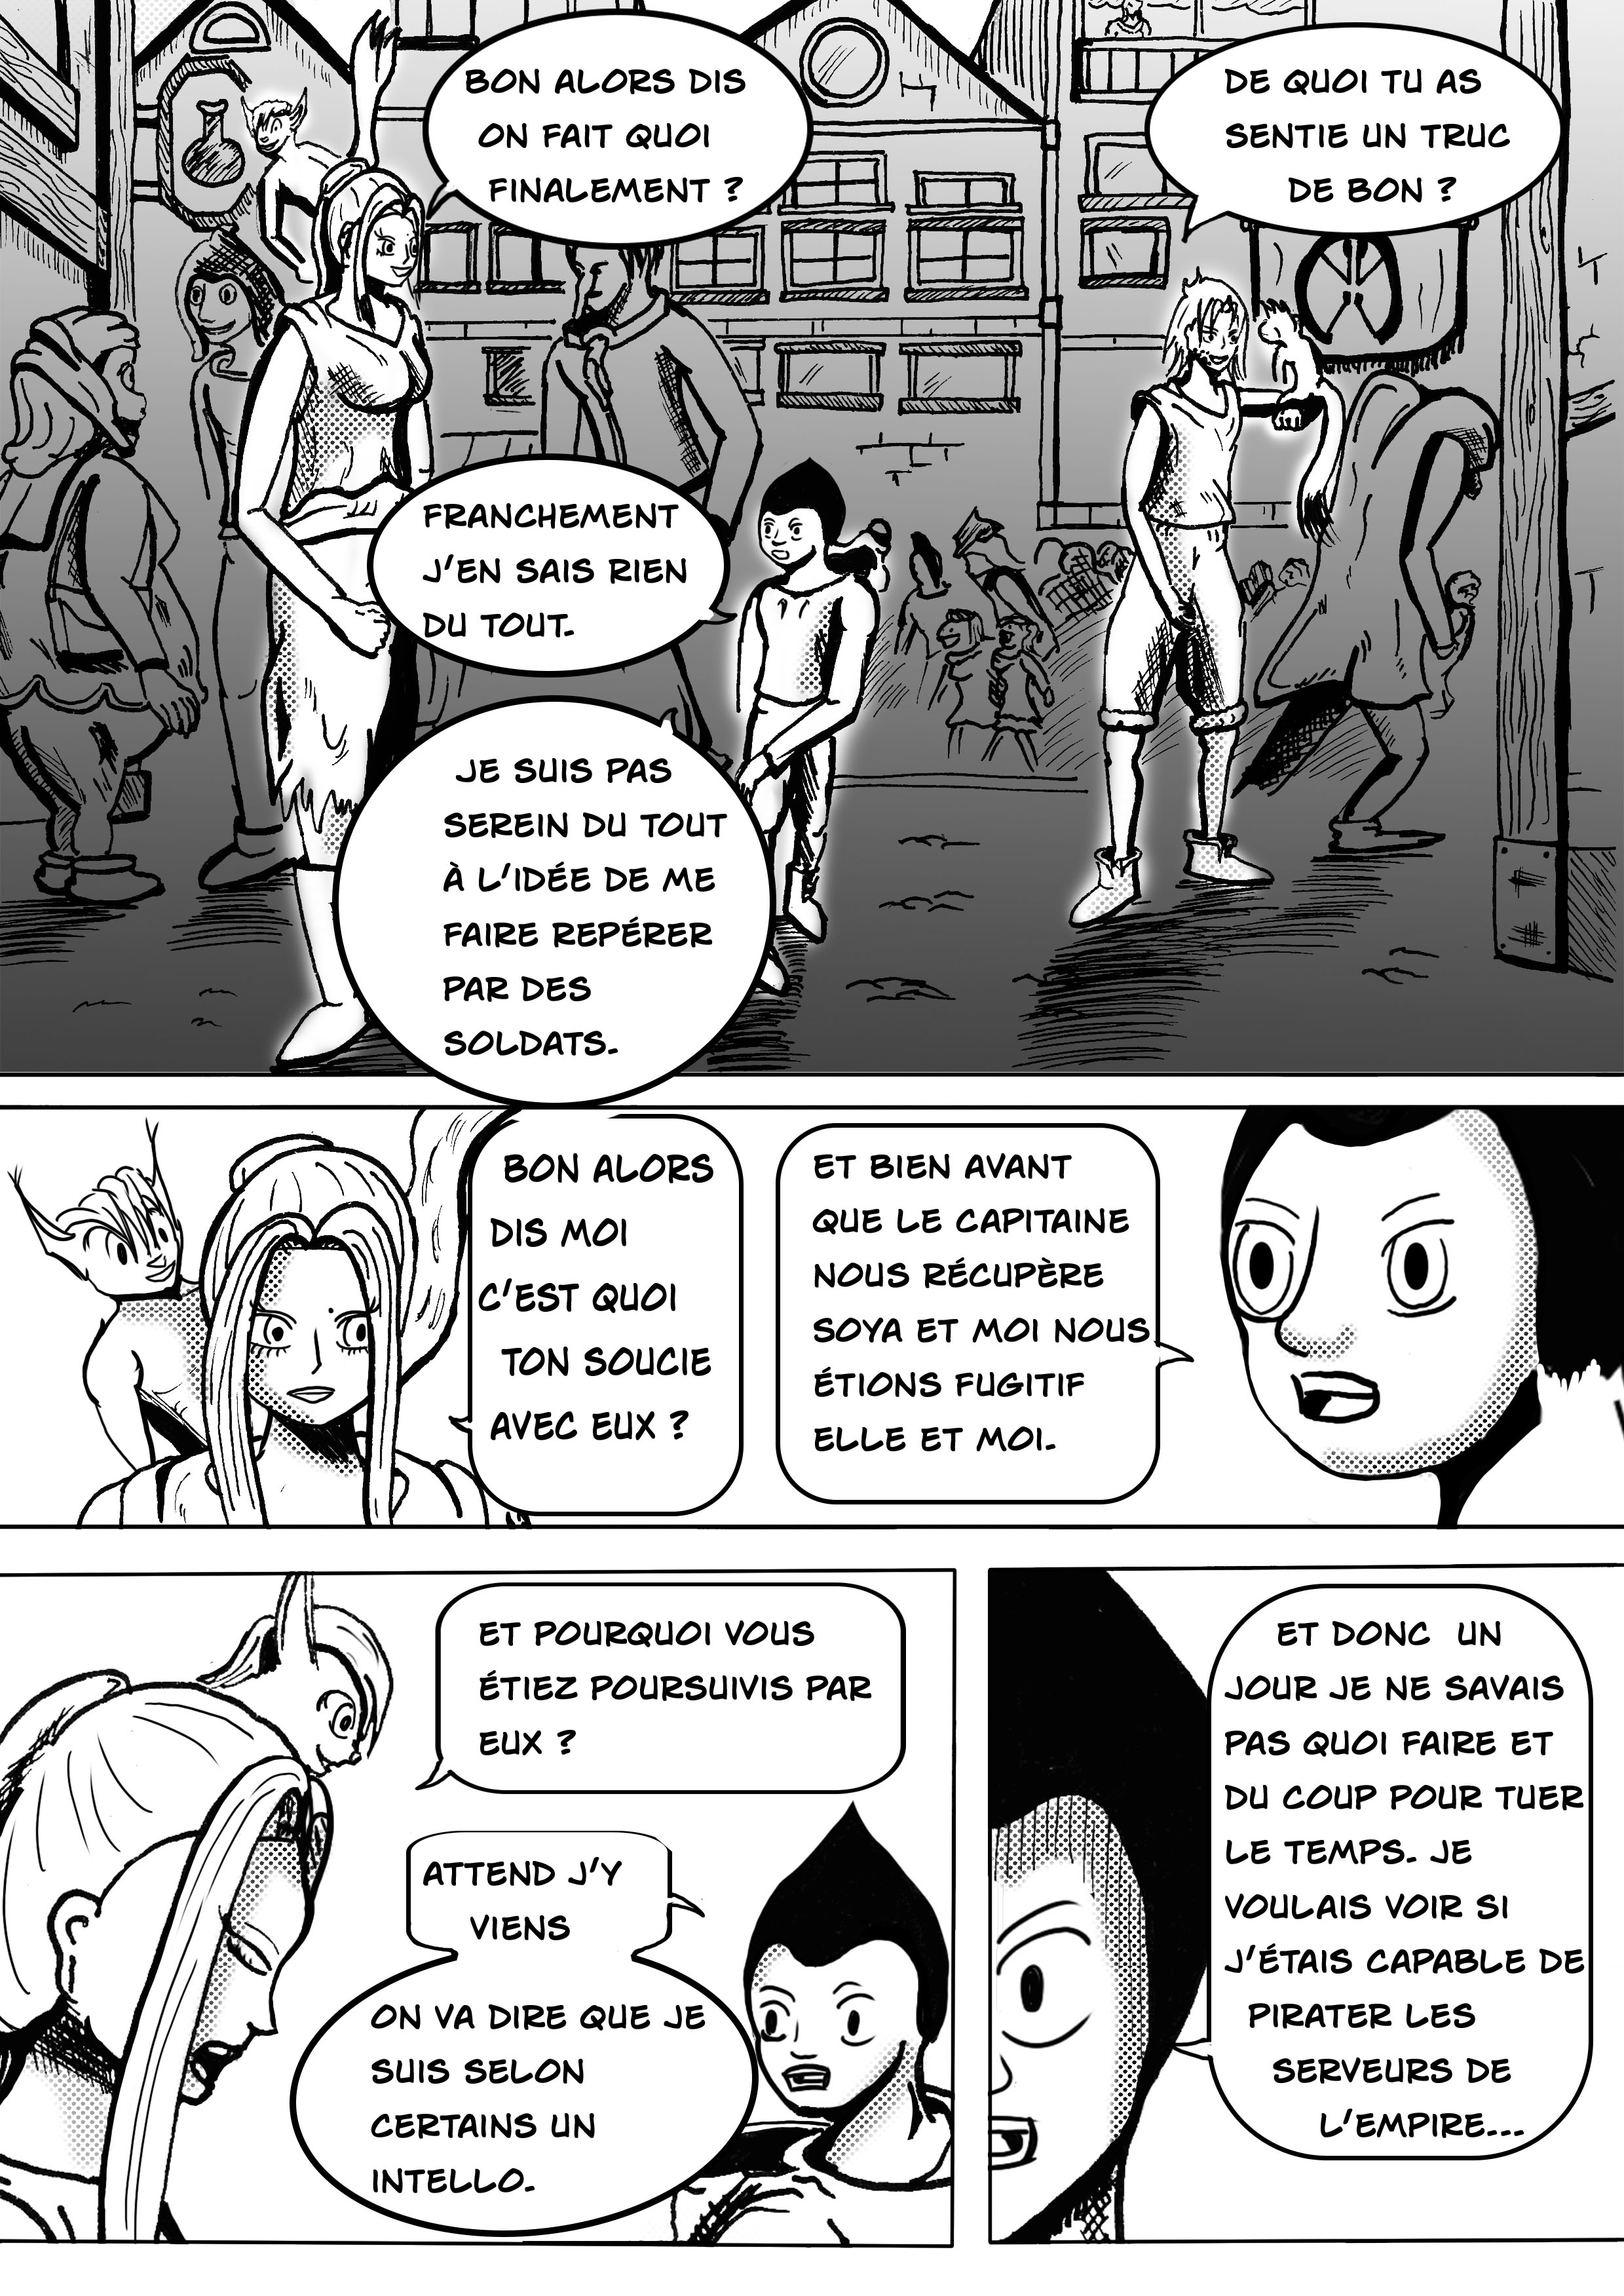 BON ALORS DIS
ON FAIT QUOI
FINALEMENT ?
DE QUOI TU AS
SENTIE UN TRUC
DE BON ?
FRANCHEMENT
J'EN SAIS RIEN
DU TOUT.
JE SUIS PAS
SEREIN DU TOUT
À L'IDÉE DE ME
FAIRE REPÉRER
PAR DES
SOLDATS.
BON ALORS
DIS MOI
C'EST QUOI
TON SOUCIE
AVEC EUX ?
ET BIEN AVANT
QUE LE CAPITAINE
NOUS RÉCUPÈRE
SOYA ET MOI NOUS
ÉTIONS FUGITIF
ELLE ET MOI.
ET POURQUOI VOUS
ÉTIEZ POURSUIVIS PAR
EUX ?
ATTEND J'Y
VIENS
ON VA DIRE QUE JE
SUIS SELON
CERTAINS UN
INTELLO.
ET DONC UN
JOUR JE NE SAVAIS
PAS QUOI FAIRE ET
DU COUP POUR TUER
LE TEMPS. JE
VOULAIS VOIR SI
J'ÉTAIS CAPABLE DE
PIRATER LES
SERVEURS DE
L'EMPIRE...